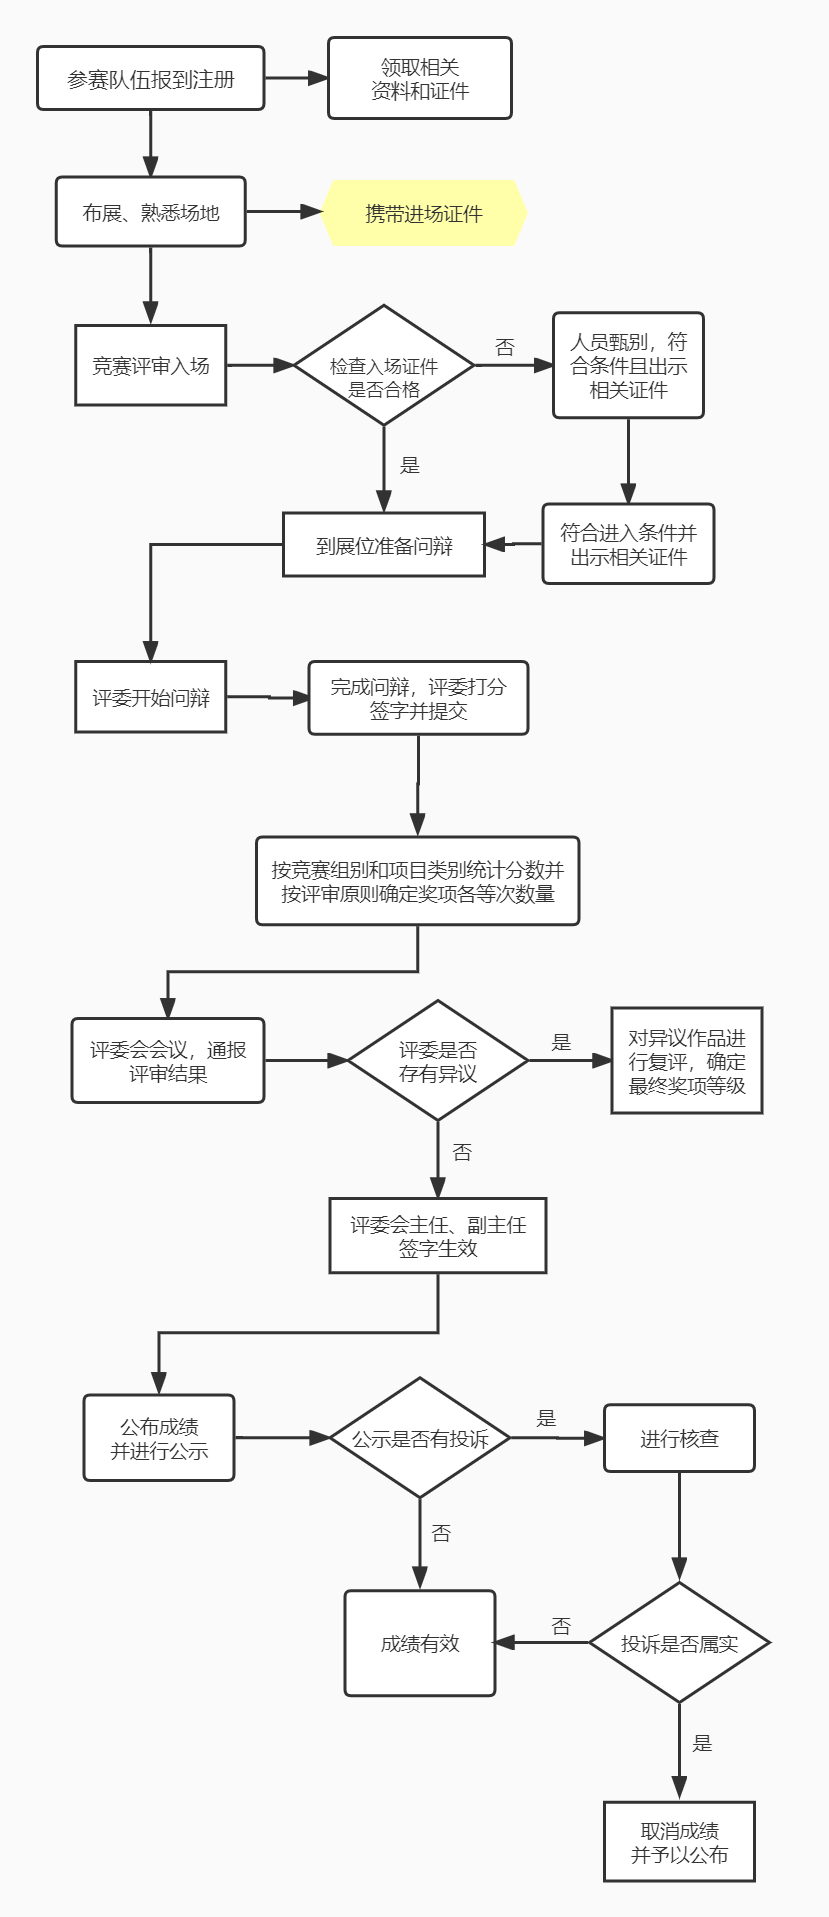 参赛队伍报到注册
领取相关
资料和证件
布展、熟悉场地
携带进场证件
竞赛评审入场
检查入场证件
是否合格
否
人员甄别，符
合条件且出示
相关证件
是
到展位准备问辩
符合进入条件并
出示相关证件
评委开始问辩
完成问辩，评委打分
签字并提交
按竞赛组别和项目类别统计分数并
按评审原则确定奖项各等次数量
评委会会议，通报
评审结果
评委是否
存有异议
是
对异议作品进
行复评，确定
最终奖项等级
否
评委会主任、副主任
签字生效
公布成绩
并进行公示
公示是否有投诉
是
进行核查
否
成绩有效
否
投诉是否属实
是
取消成绩
并予以公布